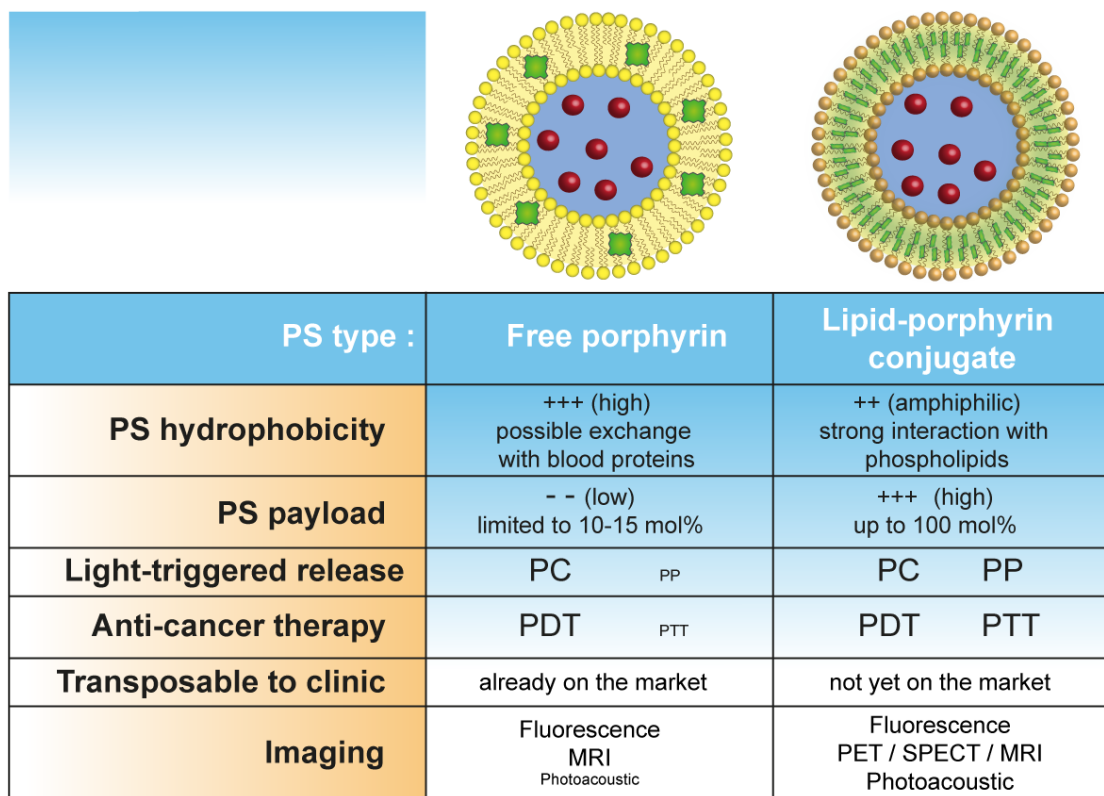 PS type :
Free porphyrin
Lipid-porphyrin
conjugate
PS hydrophobicity
+++ (high)
possible exchange
with blood proteins
++ (amphiphilic)
strong interaction with
phospholipids
PS payload
- - (low)
limited to 10-15 mol%
+++ (high)
up to 100 mol%
Light-triggered release
PC PP
PC PP
Anti-cancer therapy
PDT PTT
PDT PTT
Transposable to clinic
already on the market
not yet on the market
Imaging
Fluorescence
MRI
Photoacoustic
Fluorescence
PET / SPECT / MRI
Photoacoustic